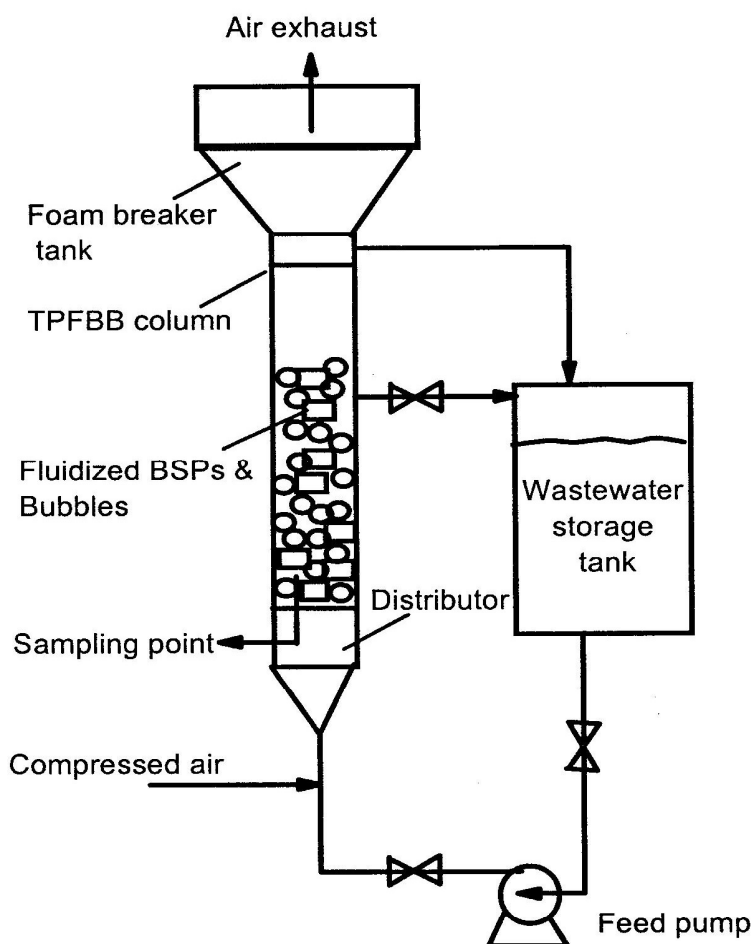 Air exhaust
Foam breaker
tank
TPFBB column
Fluidized BSPs &
Bubbles
Wastewater
storage
tank
Distributor
Sampling point
Compressed air
Feed pump